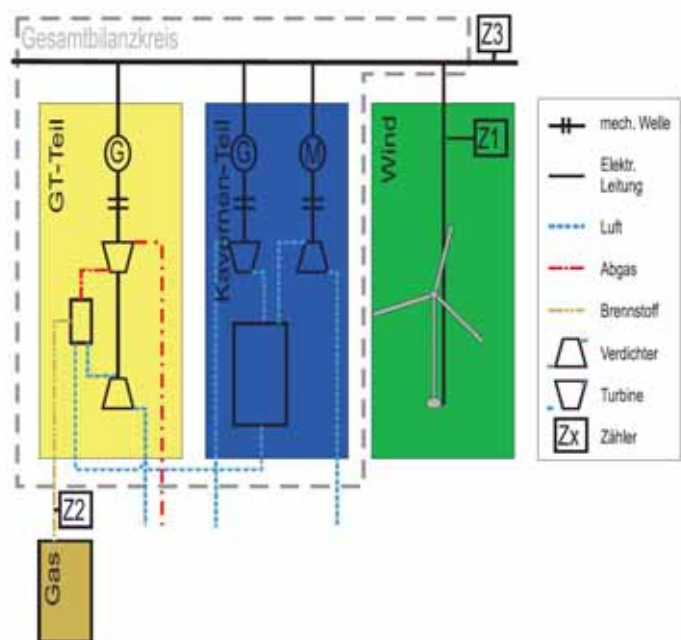 Gesamtbilanzkreis
Z3
GT-Teil
G
Kavernen-Teil
G
M
Wind
Z1
mech. Welle
Elektr.
Leitung
Luft
Abgas
Brennstoff
Verdichter
Turbine
Zx
Zähler
Z2
Gas